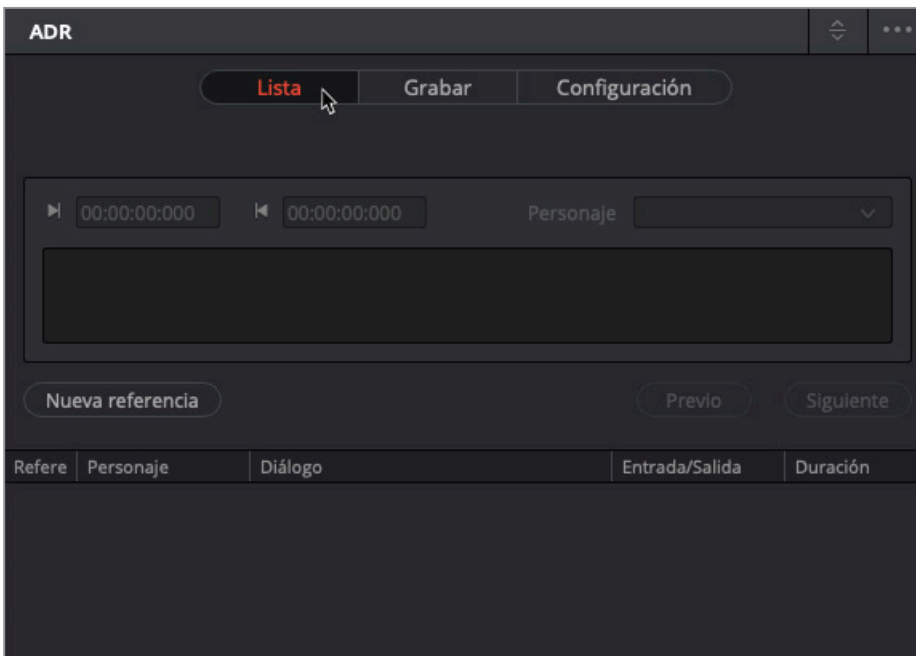 ADR
Lista Grabar Configuración
00:00:00:000 00:00:00:000 Personaje
Nueva referencia Previo Siguiente
Refere Personaje Diálogo Entrada/Salida Duración